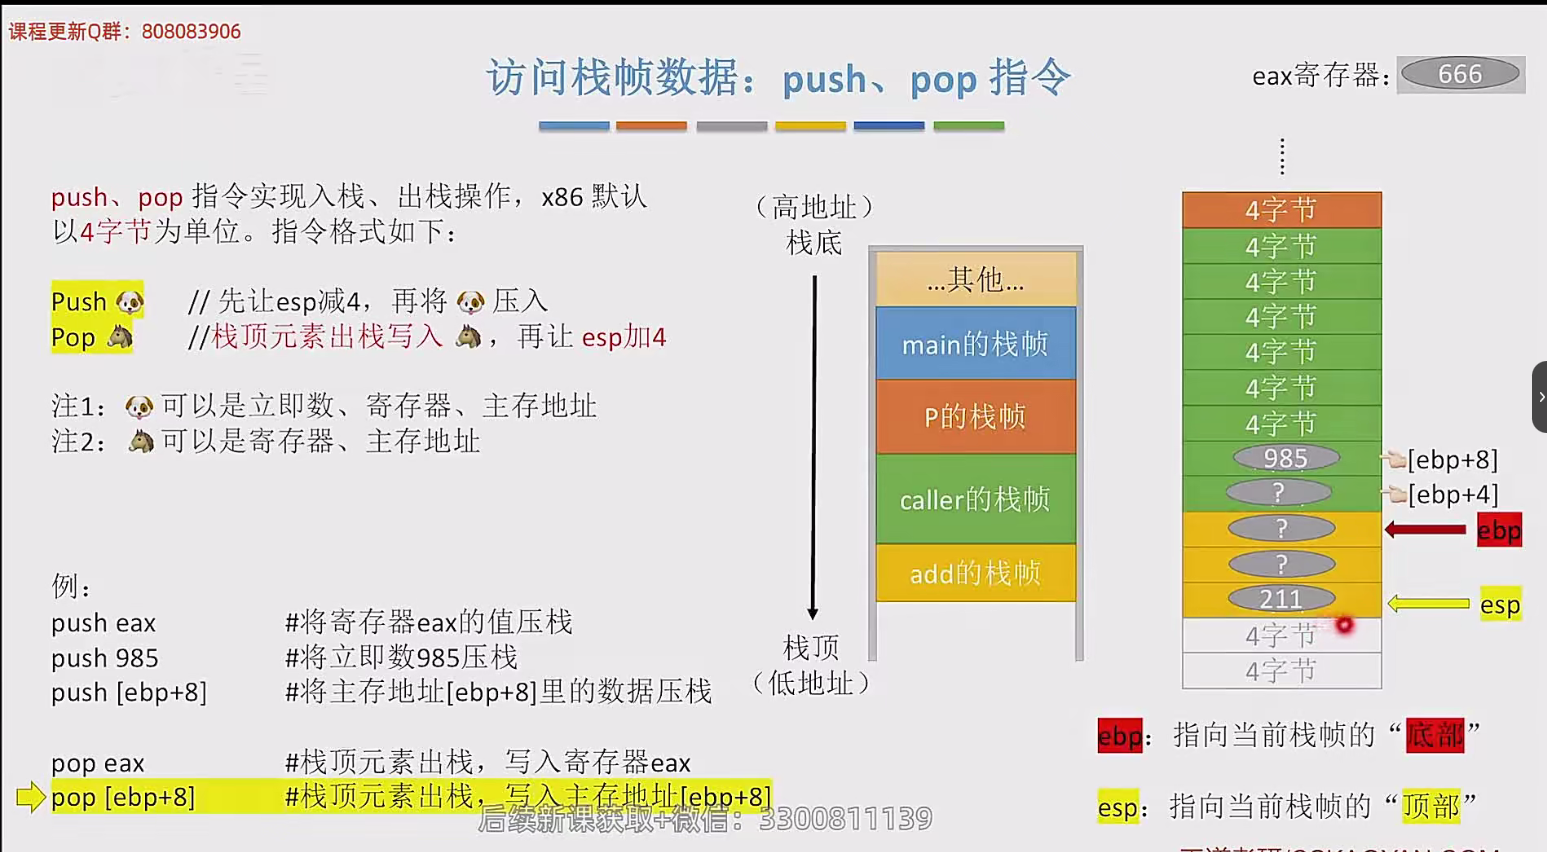 课程更新Q群：808083906
访问栈帧数据：push、pop 指令
eax寄存器：
666
push、pop 指令实现入栈、出栈操作，x86 默认
以4字节为单位。指令格式如下：
Push 🐶 // 先让esp减4，再将 🐶 压入
Pop 🐴 //栈顶元素出栈写入 🐴 ，再让 esp加4
注1：🐶 可以是立即数、寄存器、主存地址
注2：🐴 可以是寄存器、主存地址
例：
push eax #将寄存器eax的值压栈
push 985 #将立即数985压栈
push [ebp+8] #将主存地址[ebp+8]里的数据压栈
pop eax #栈顶元素出栈，写入寄存器eax
pop [ebp+8] #栈顶元素出栈，写入主存地址[ebp+8]
（高地址）
栈底
栈顶
（低地址）
...其他...
main的栈帧
P的栈帧
caller的栈帧
add的栈帧
4字节
4字节
4字节
4字节
4字节
4字节
4字节
985 [ebp+8]
? [ebp+4]
? ebp
?
211 esp
4字节
4字节
ebp：指向当前栈帧的“底部”
esp：指向当前栈帧的“顶部”
后续新课获取+微信：3300811139